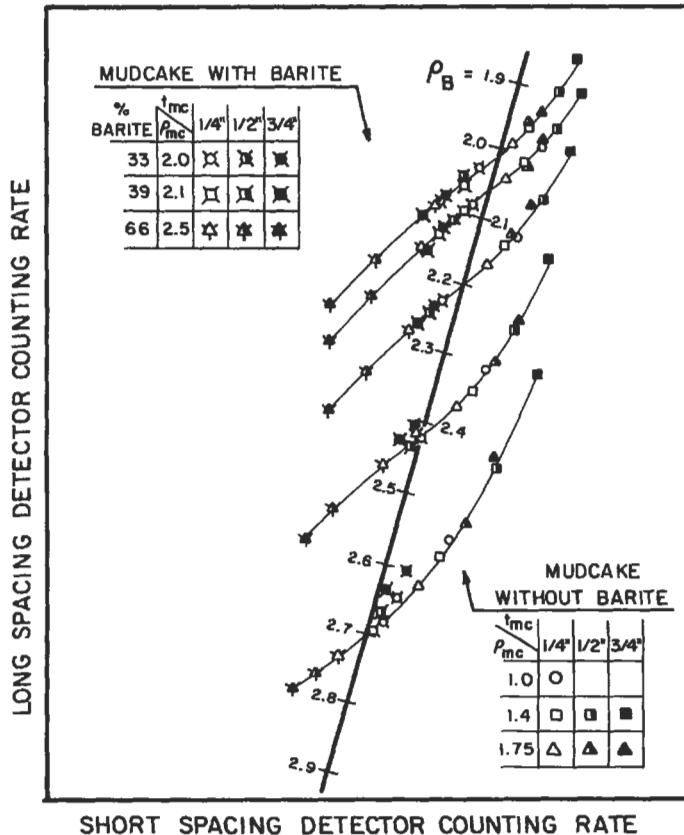 LONG SPACING DETECTOR COUNTING RATE
MUDCAKE WITH BARITE
% BARITE
tmc
ρmc
1/4" 1/2" 3/4"
33 2.0
39 2.1
66 2.5
ρB = 1.9
2.0
2.1
2.2
2.3
2.4
2.5
2.6
2.7
2.8
2.9
MUDCAKE
WITHOUT BARITE
tmc
ρmc
1/4" 1/2" 3/4"
1.0
1.4
1.75
SHORT SPACING DETECTOR COUNTING RATE